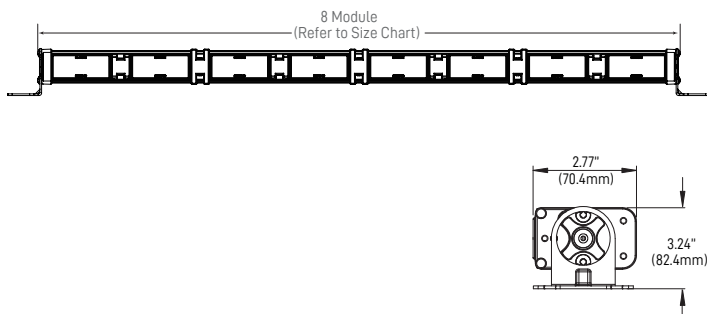 8 Module
(Refer to Size Chart)
2.77"
(70.4mm)
3.24"
(82.4mm)